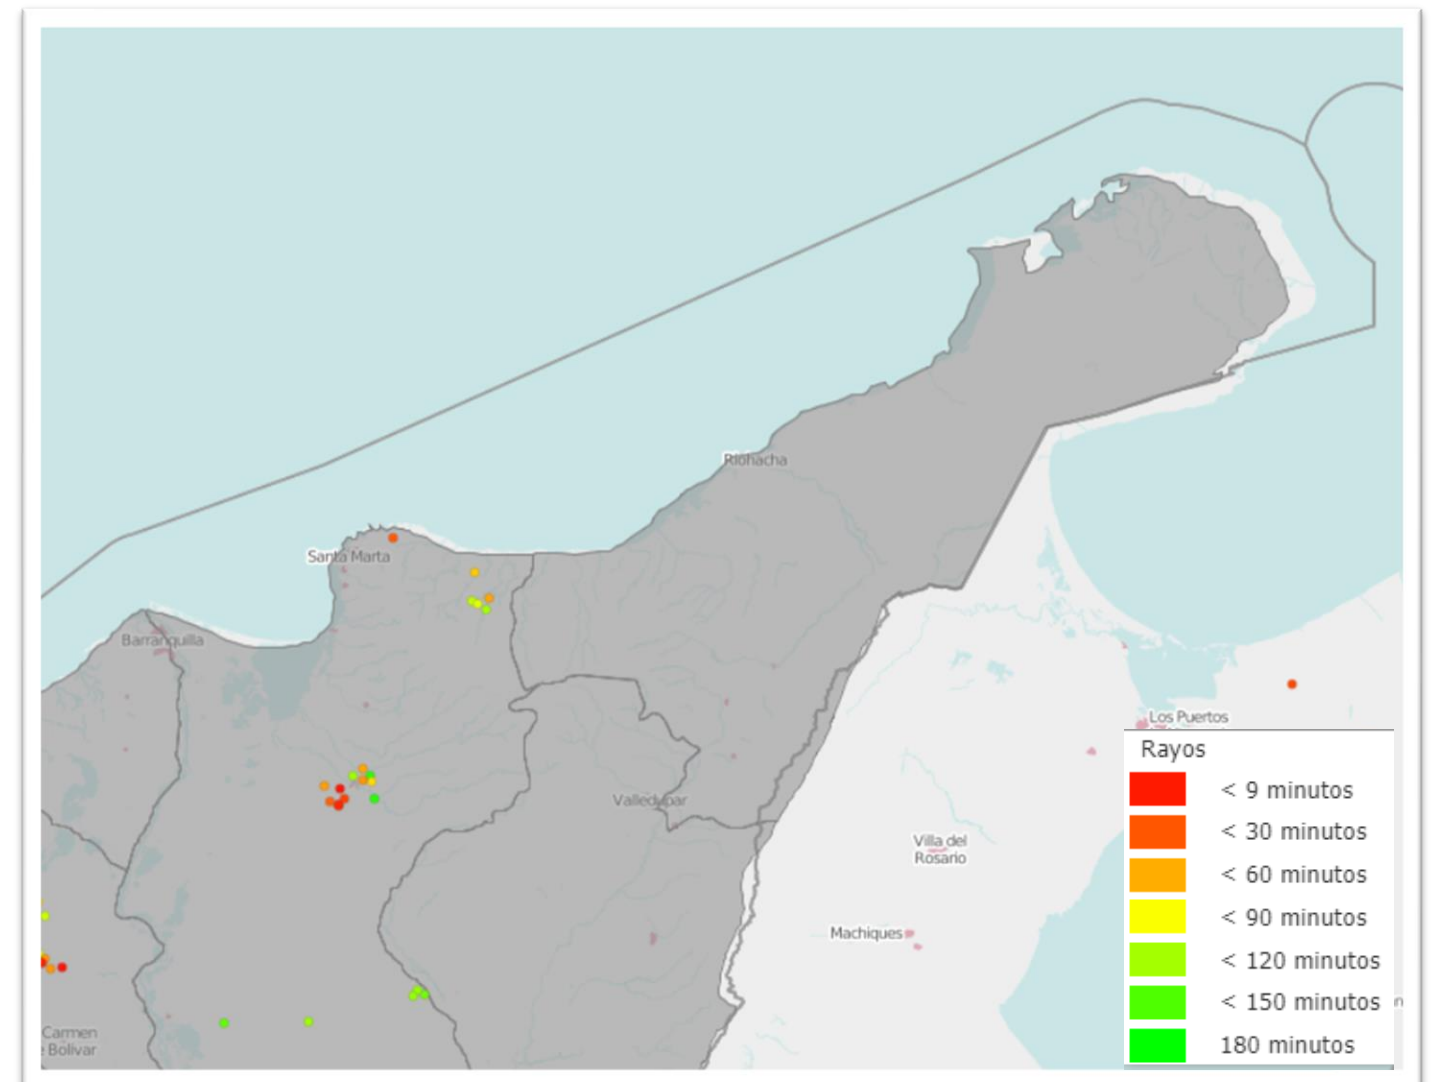 Riohacha
Santa Marta
Barranquilla
Los Puertos
Rayos
< 9 minutos
< 30 minutos
Valledupar
Villa del
Rosario
< 60 minutos
< 90 minutos
Machiques
< 120 minutos
< 150 minutos
Carmen
Bolívar
180 minutos